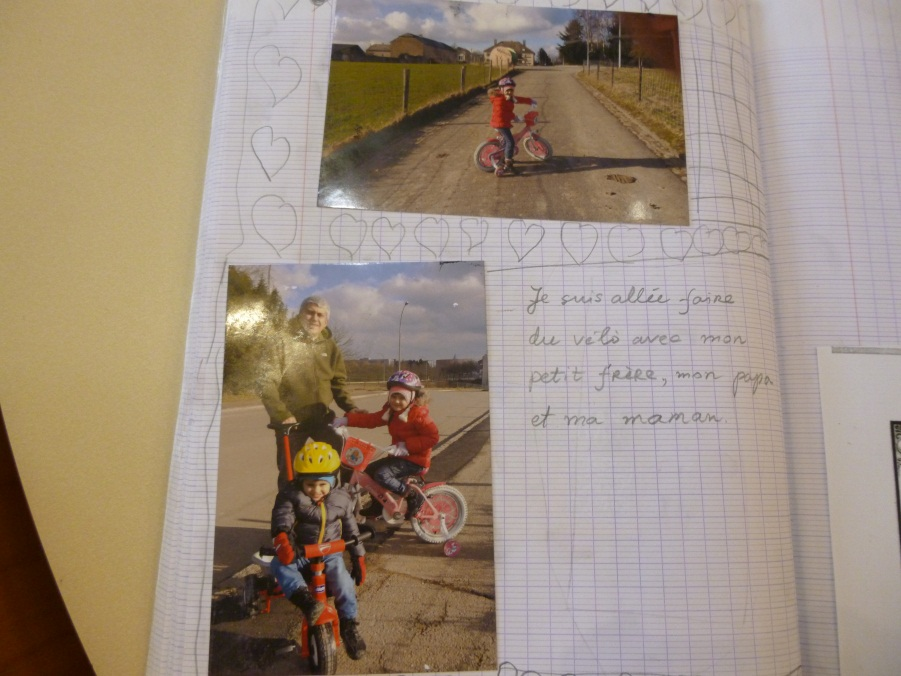 Je suis allée faire
du vélo avec mon
petit frère, mon papa
et ma maman.